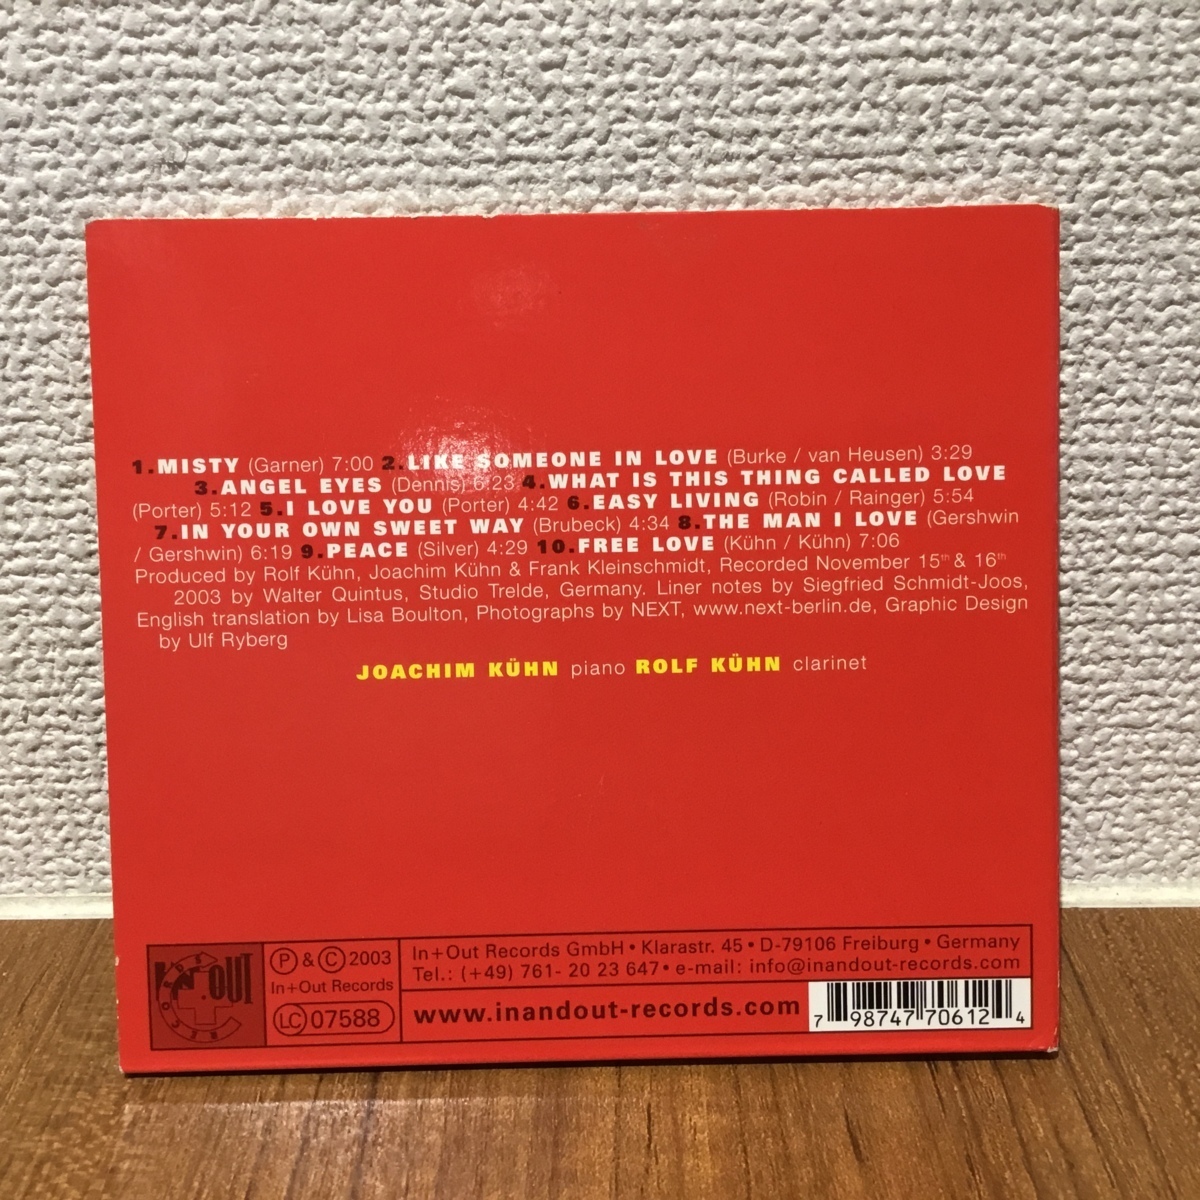 1.MISTY (Garner) 7:00 2.LIKE SOMEONE IN LOVE (Burke / van Heusen) 3:29
3.ANGEL EYES (Dennis) 6:23 4.WHAT IS THIS THING CALLED LOVE
(Porter) 5:12 5.I LOVE YOU (Porter) 4:42 6.EASY LIVING (Robin / Rainger) 5:54
7.IN YOUR OWN SWEET WAY (Brubeck) 4:34 8.THE MAN I LOVE (Gershwin
/ Gershwin) 6:19 9.PEACE (Silver) 4:29 10.FREE LOVE (Kühn / Kühn) 7:06
Produced by Rolf Kühn, Joachim Kühn & Frank Kleinschmidt, Recorded November 15th & 16th
2003 by Walter Quintus, Studio Trelde, Germany. Liner notes by Siegfried Schmidt-Joos,
English translation by Lisa Boulton, Photographs by NEXT, www.next-berlin.de, Graphic Design
by Ulf Ryberg
JOACHIM KÜHN piano ROLF KÜHN clarinet
IN+OUT
RECORDS
Ⓟ & © 2003
In+Out Records
LC 07588
In+Out Records GmbH • Klarastr. 45 • D-79106 Freiburg • Germany
Tel.: (+49) 761- 20 23 647 • e-mail: info@inandout-records.com
www.inandout-records.com
7 98747 70612 4